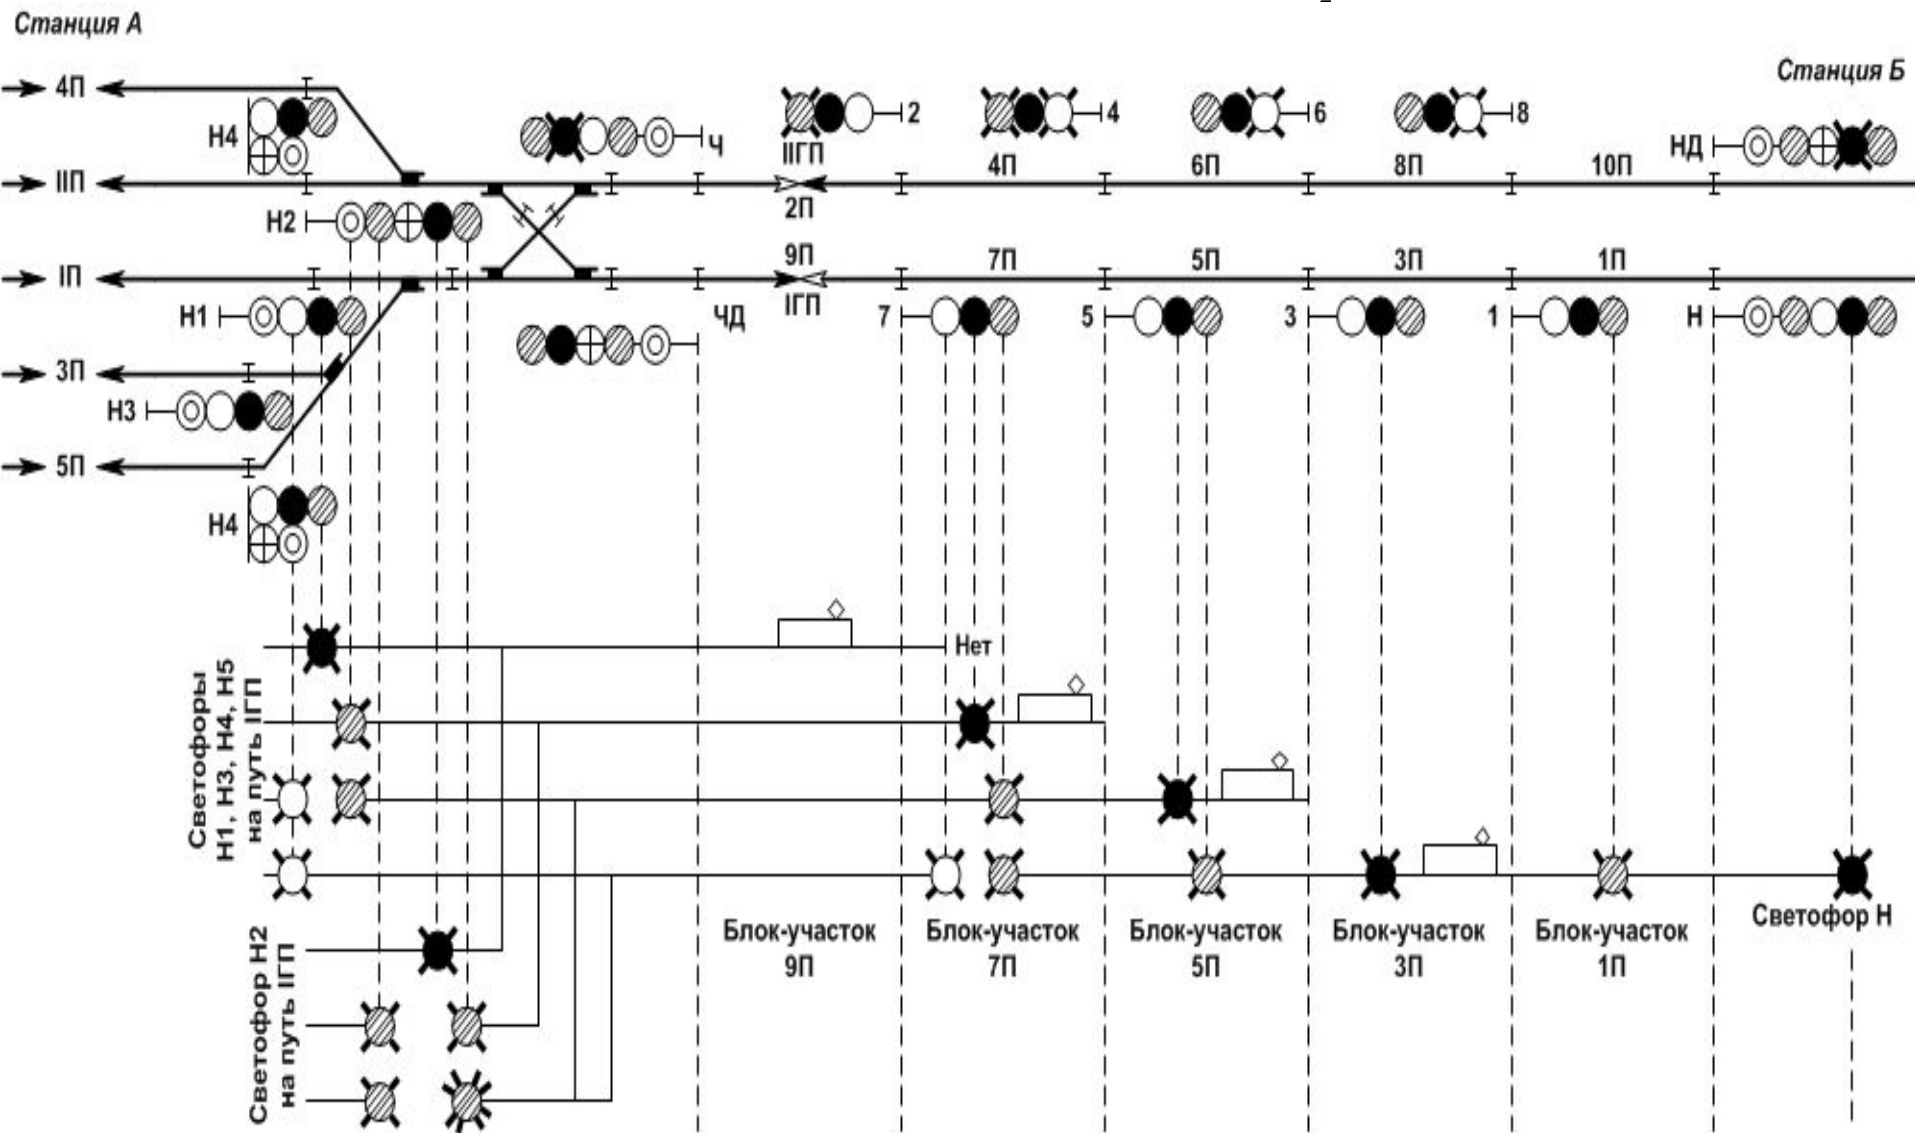 Станция А
Станция Б
4П
Н4
Ч
2
4
6
8
НД
IIГП
4П
6П
8П
10П
IIП
2П
Н2
9П
7П
5П
3П
1П
IП
IГП
Н1
ЧД
7
5
3
1
Н
3П
Н3
5П
Н4
Нет
Светофоры
Н1, Н3, Н4, Н5
на путь IГП
Светофор Н
Блок-участок
9П
Блок-участок
7П
Блок-участок
5П
Блок-участок
3П
Блок-участок
1П
Светофор Н2
на путь IГП